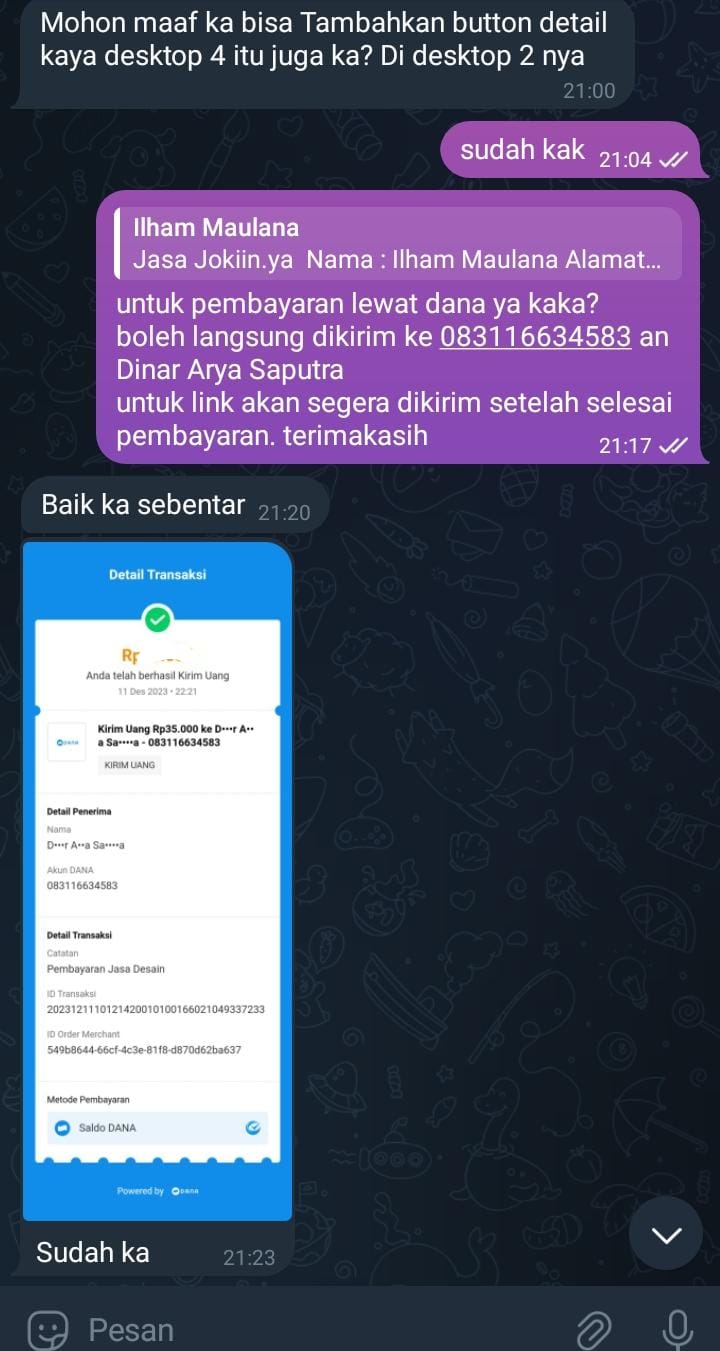 Mohon maaf ka bisa Tambahkan button detail
kaya desktop 4 itu juga ka? Di desktop 2 nya
21:00
sudah kak 21:04
Ilham Maulana
Jasa Jokiin.ya Nama : Ilham Maulana Alamat...
untuk pembayaran lewat dana ya kaka?
boleh langsung dikirim ke 083116634583 an
Dinar Arya Saputra
untuk link akan segera dikirim setelah selesai
pembayaran. terimakasih 21:17
Baik ka sebentar 21:20
Detail Transaksi
Rp
Anda telah berhasil Kirim Uang
11 Des 2023 • 22:21
Kirim Uang Rp35.000 ke D•••r A••
a Sa••••a - 083116634583
DANA
KIRIM UANG
Detail Penerima
Nama
D•••r A••a Sa••••a
Akun DANA
083116634583
Detail Transaksi
Catatan
Pembayaran Jasa Desain
ID Transaksi
20231211101214200101001660210493372​33
ID Order Merchant
549b8644-66cf-4c3e-81f8-d870d62ba637
Metode Pembayaran
Saldo DANA
Powered by DANA
Sudah ka 21:23
Pesan